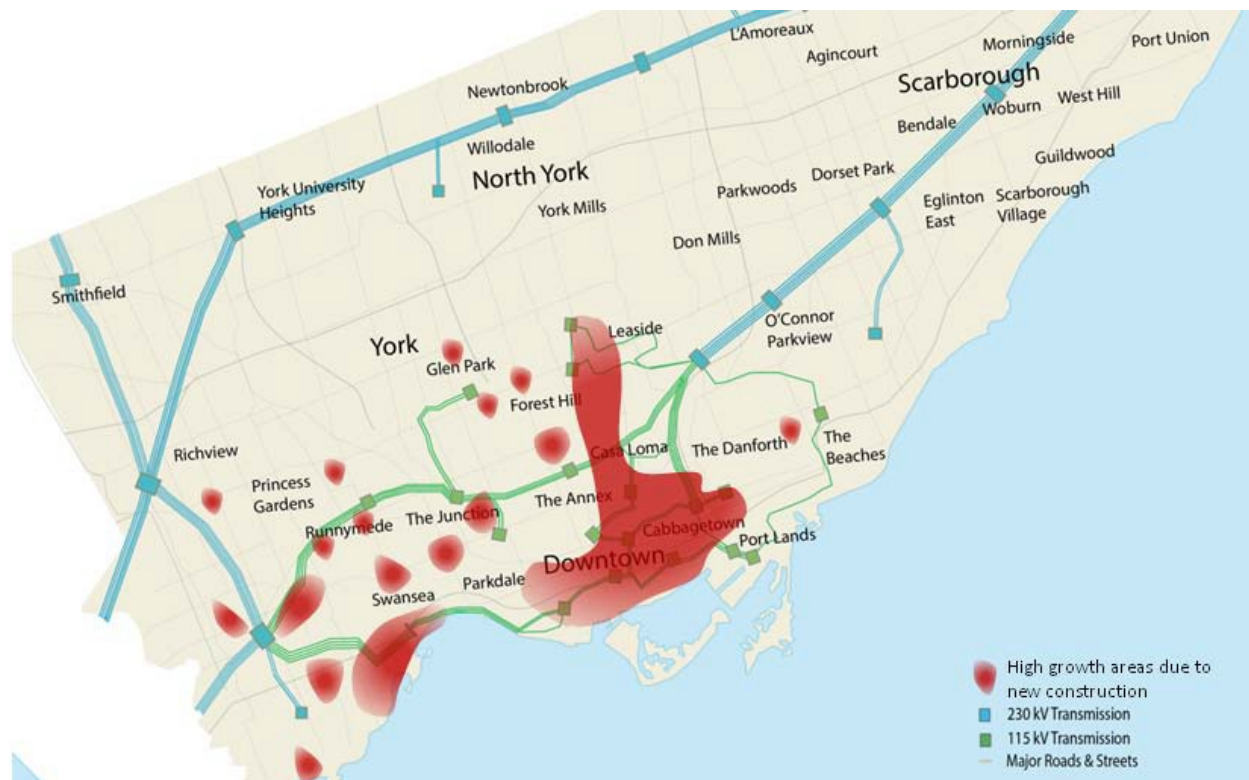 L'Amoreaux
Agincourt
Morningside
Port Union
Scarborough
Newtonbrook
Woburn
West Hill
Bendale
Willodale
Guildwood
North York
Dorset Park
Parkwoods
York University
Heights
Eglinton
East
Scarborough
Village
York Mills
Don Mills
Smithfield
O'Connor
Parkview
Leaside
York
Glen Park
Forest Hill
Casa Loma
The Danforth
The
Beaches
Richview
Princess
Gardens
The Annex
Runnymede
The Junction
Cabbagetown
Port Lands
Downtown
Parkdale
Swansea
High growth areas due to
new construction
230 kV Transmission
115 kV Transmission
Major Roads & Streets